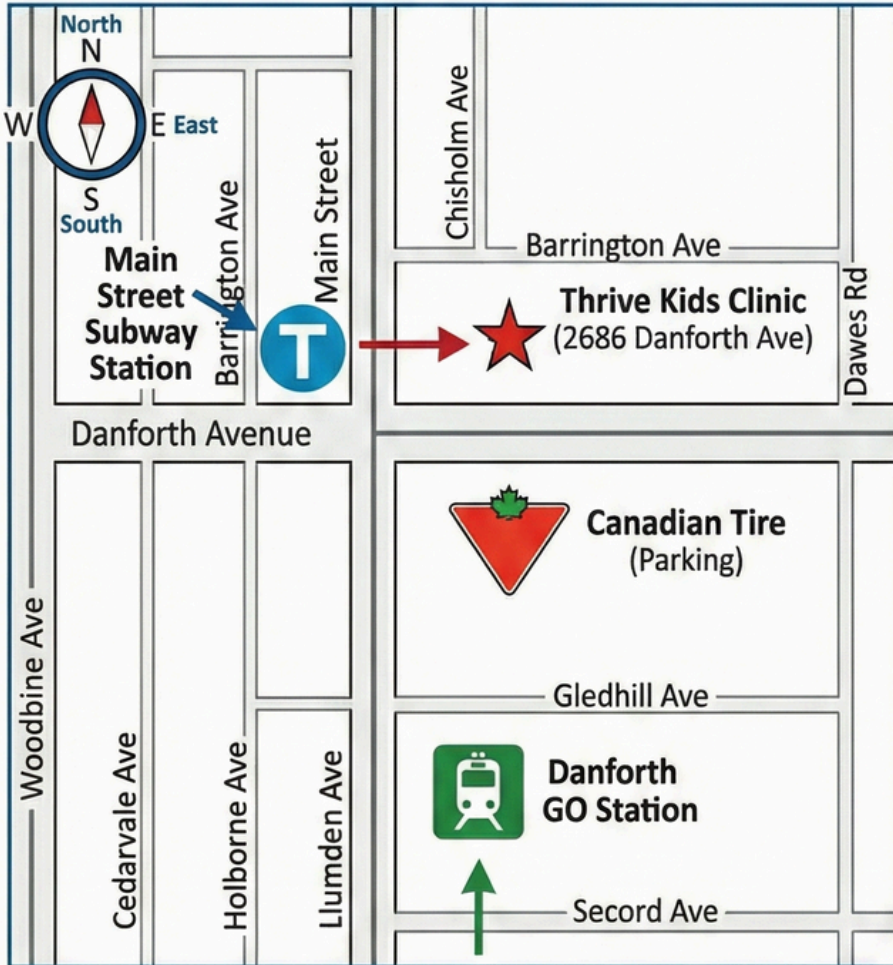 North
N
W
E East
S
South
Main
Street
Subway
Station
Barrington Ave
Main Street
T
Chisholm Ave
Barrington Ave
Thrive Kids Clinic
(2686 Danforth Ave)
Dawes Rd
Danforth Avenue
Canadian Tire
(Parking)
Woodbine Ave
Cedarvale Ave
Holborne Ave
Llumden Ave
Gledhill Ave
Danforth
GO Station
Secord Ave